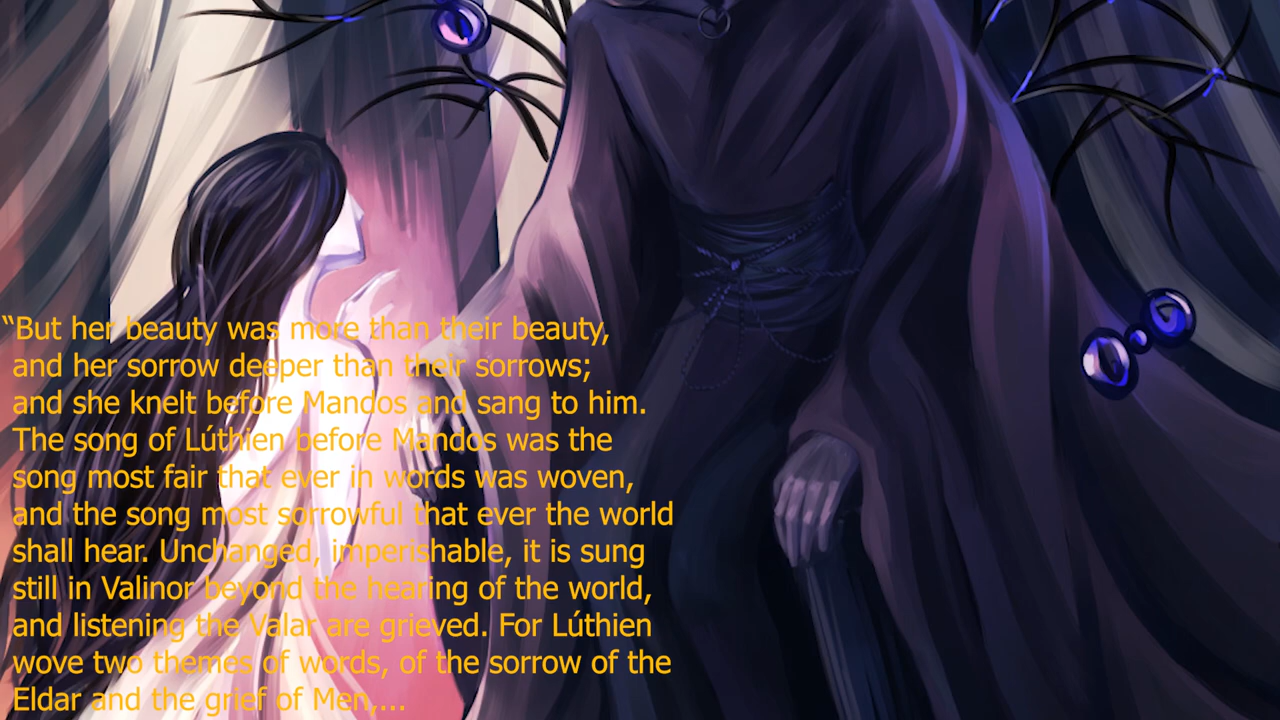 “But her beauty was more than their beauty,
and her sorrow deeper than their sorrows;
and she knelt before Mandos and sang to him.
The song of Lúthien before Mandos was the
song most fair that ever in words was woven,
and the song most sorrowful that ever the world
shall hear. Unchanged, imperishable, it is sung
still in Valinor beyond the hearing of the world,
and listening the Valar are grieved. For Lúthien
wove two themes of words, of the sorrow of the
Eldar and the grief of Men,...